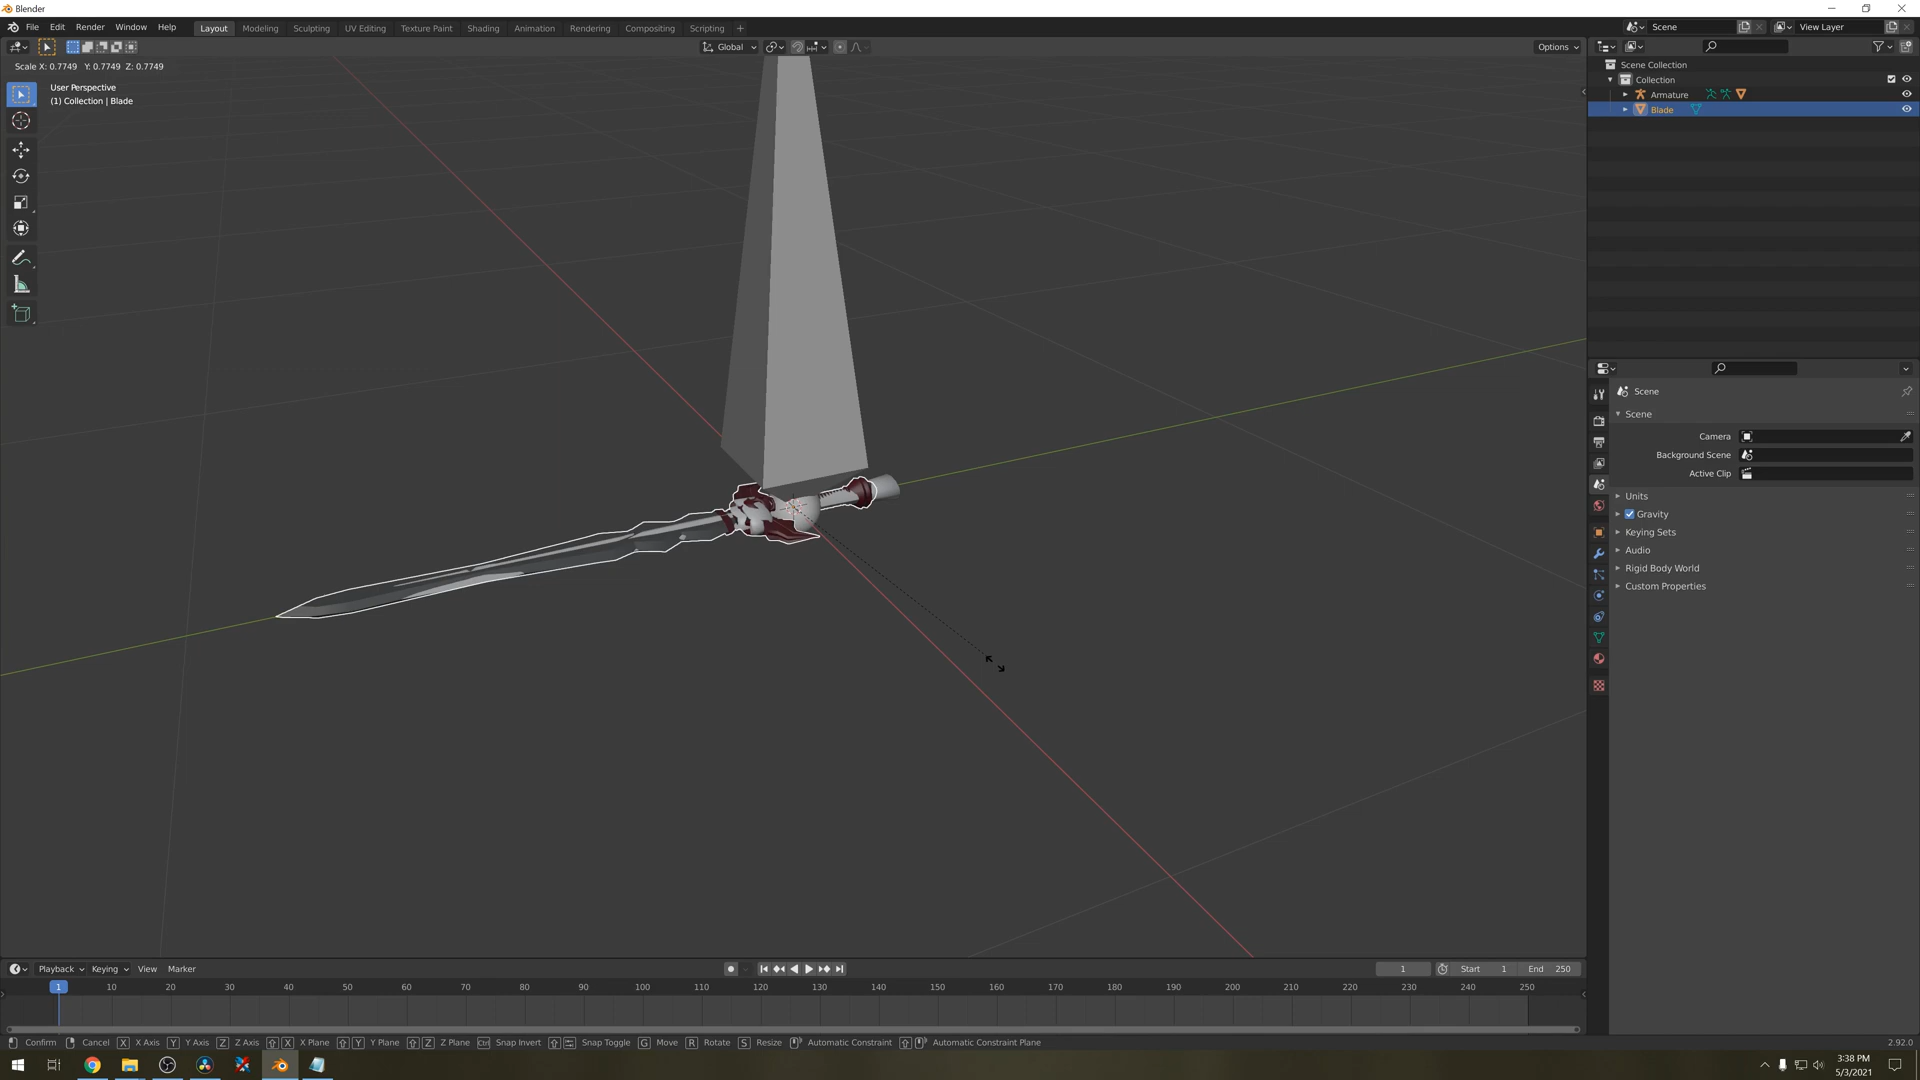 Blender
File Edit Render Window Help Layout Modeling Sculpting UV Editing Texture Paint Shading Animation Rendering Compositing Scripting + Scene View Layer
Global Options
Scale X: 0.7749 Y: 0.7749 Z: 0.7749
User Perspective
(1) Collection | Blade
Scene Collection
Collection
Armature
Blade
Scene
Scene
Camera
Background Scene
Active Clip
Units
Gravity
Keying Sets
Audio
Rigid Body World
Custom Properties
Playback Keying View Marker 1 Start 1 End 250
1 10 20 30 40 50 60 70 80 90 100 110 120 130 140 150 160 170 180 190 200 210 220 230 240 250
Confirm Cancel X X Axis Y Y Axis Z Z Axis X X Plane Y Y Plane Z Z Plane Ctrl Snap Invert Snap Toggle G Move R Rotate S Resize Automatic Constraint Automatic Constraint Plane 2.92.0
3:38 PM
5/3/2021